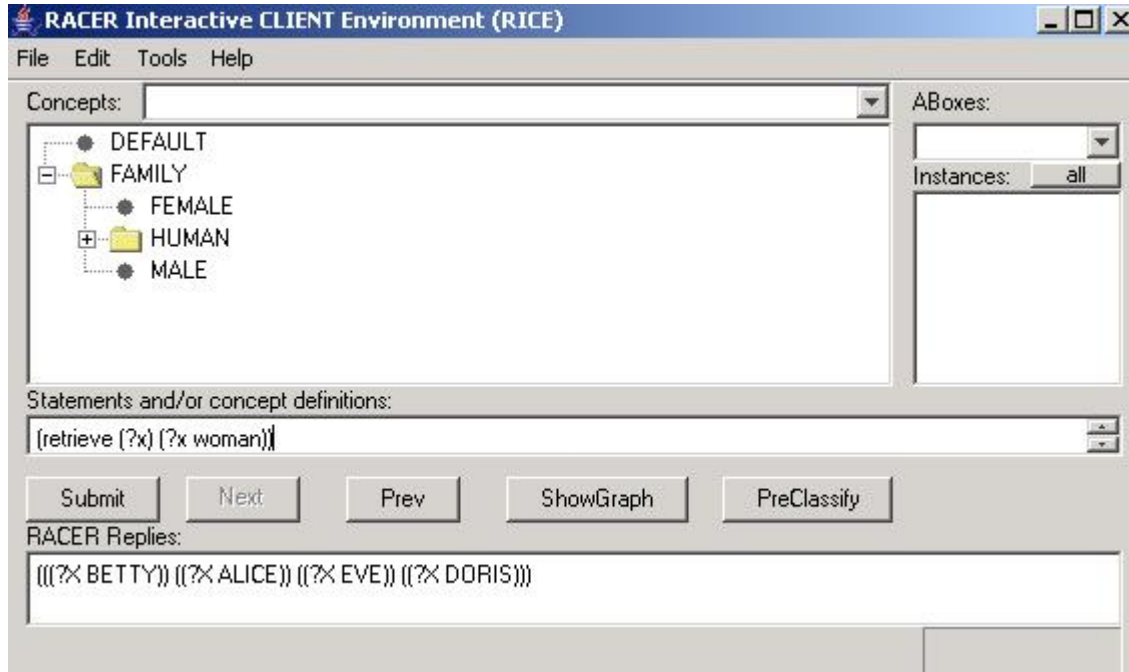 RACER Interactive CLIENT Environment (RICE)
File Edit Tools Help
Concepts:
ABoxes:
DEFAULT
FAMILY
FEMALE
HUMAN
MALE
Instances: all
Statements and/or concept definitions:
(retrieve (?x) (?x woman))
Submit Next Prev ShowGraph PreClassify
RACER Replies:
(((?X BETTY)) ((?X ALICE)) ((?X EVE)) ((?X DORIS)))